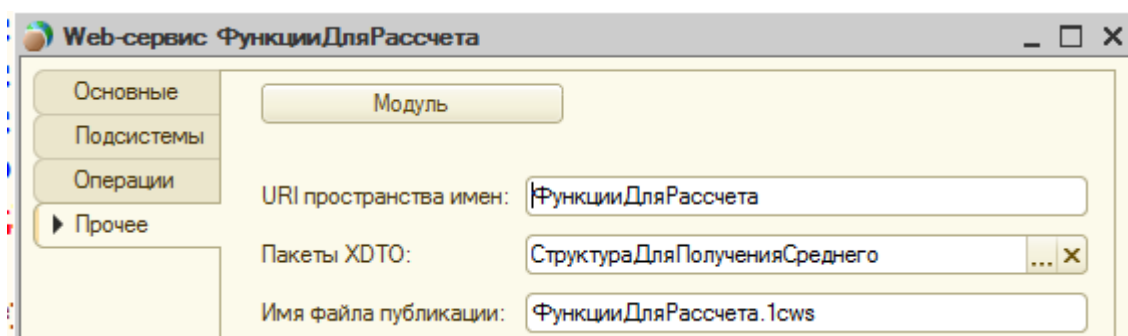 Web-сервис ФункцииДляРассчета
Основные
Подсистемы
Операции
Прочее
Модуль
URI пространства имен: ФункцииДляРассчета
Пакеты XDTO: СтруктураДляПолученияСреднего ...
Имя файла публикации: ФункцииДляРассчета.1cws